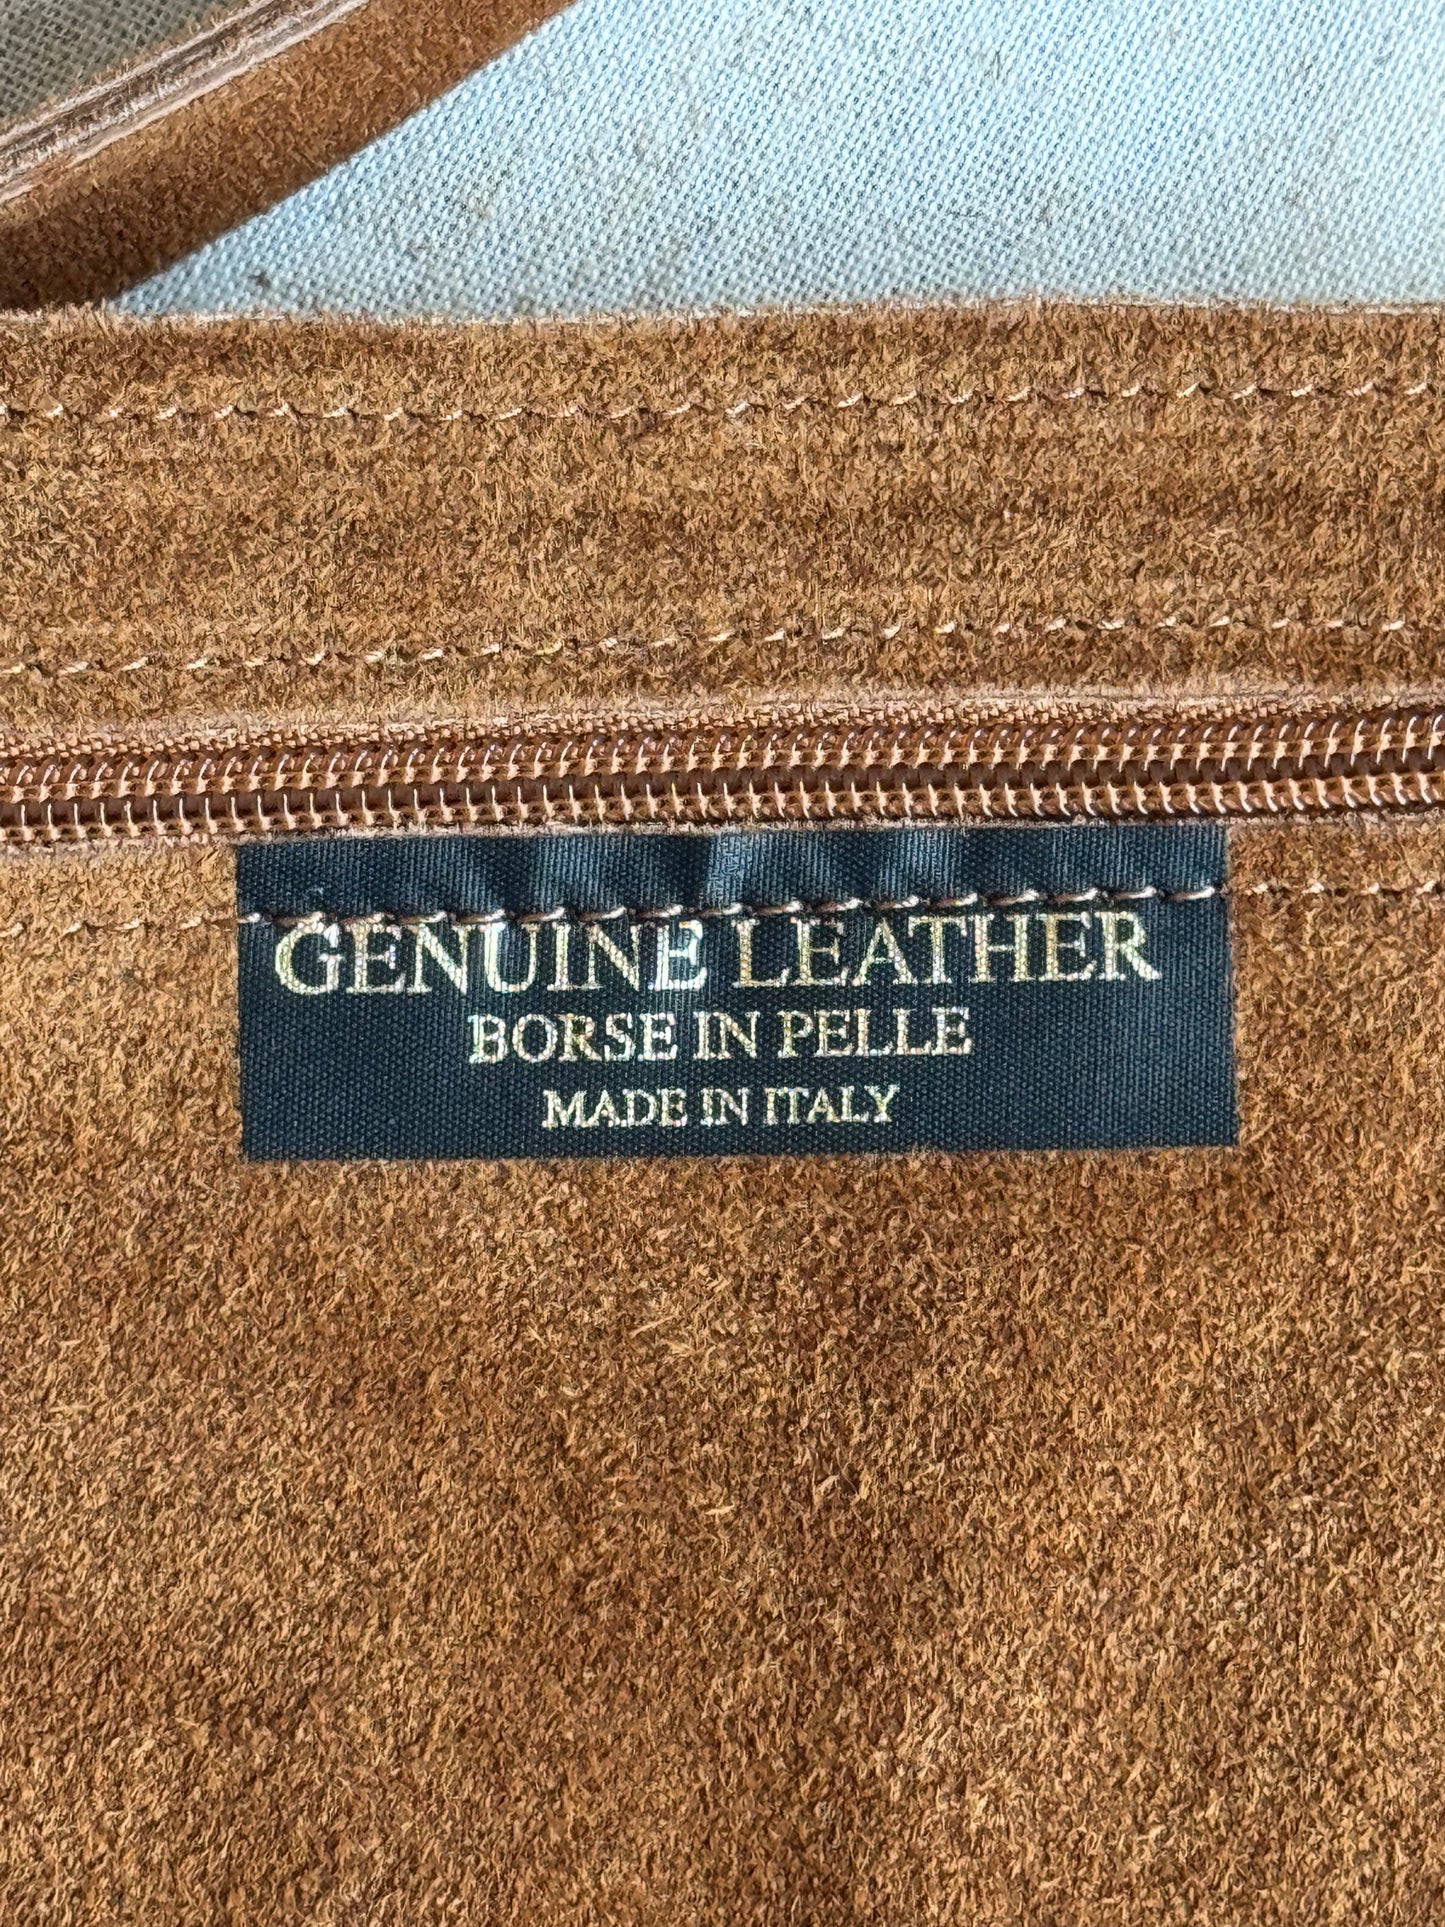 GENUINE LEATHER
BORSE IN PELLE
MADE IN ITALY